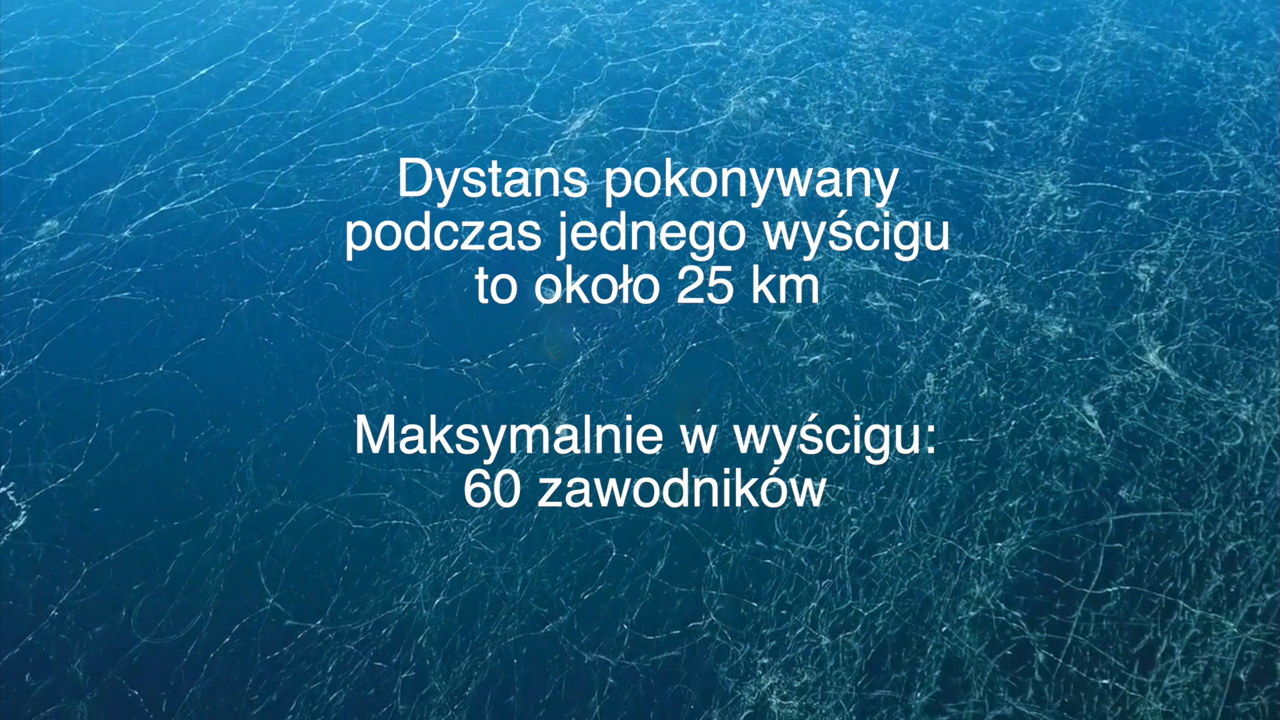 Dystans pokonywany
podczas jednego wyścigu
to około 25 km
Maksymalnie w wyścigu:
60 zawodników